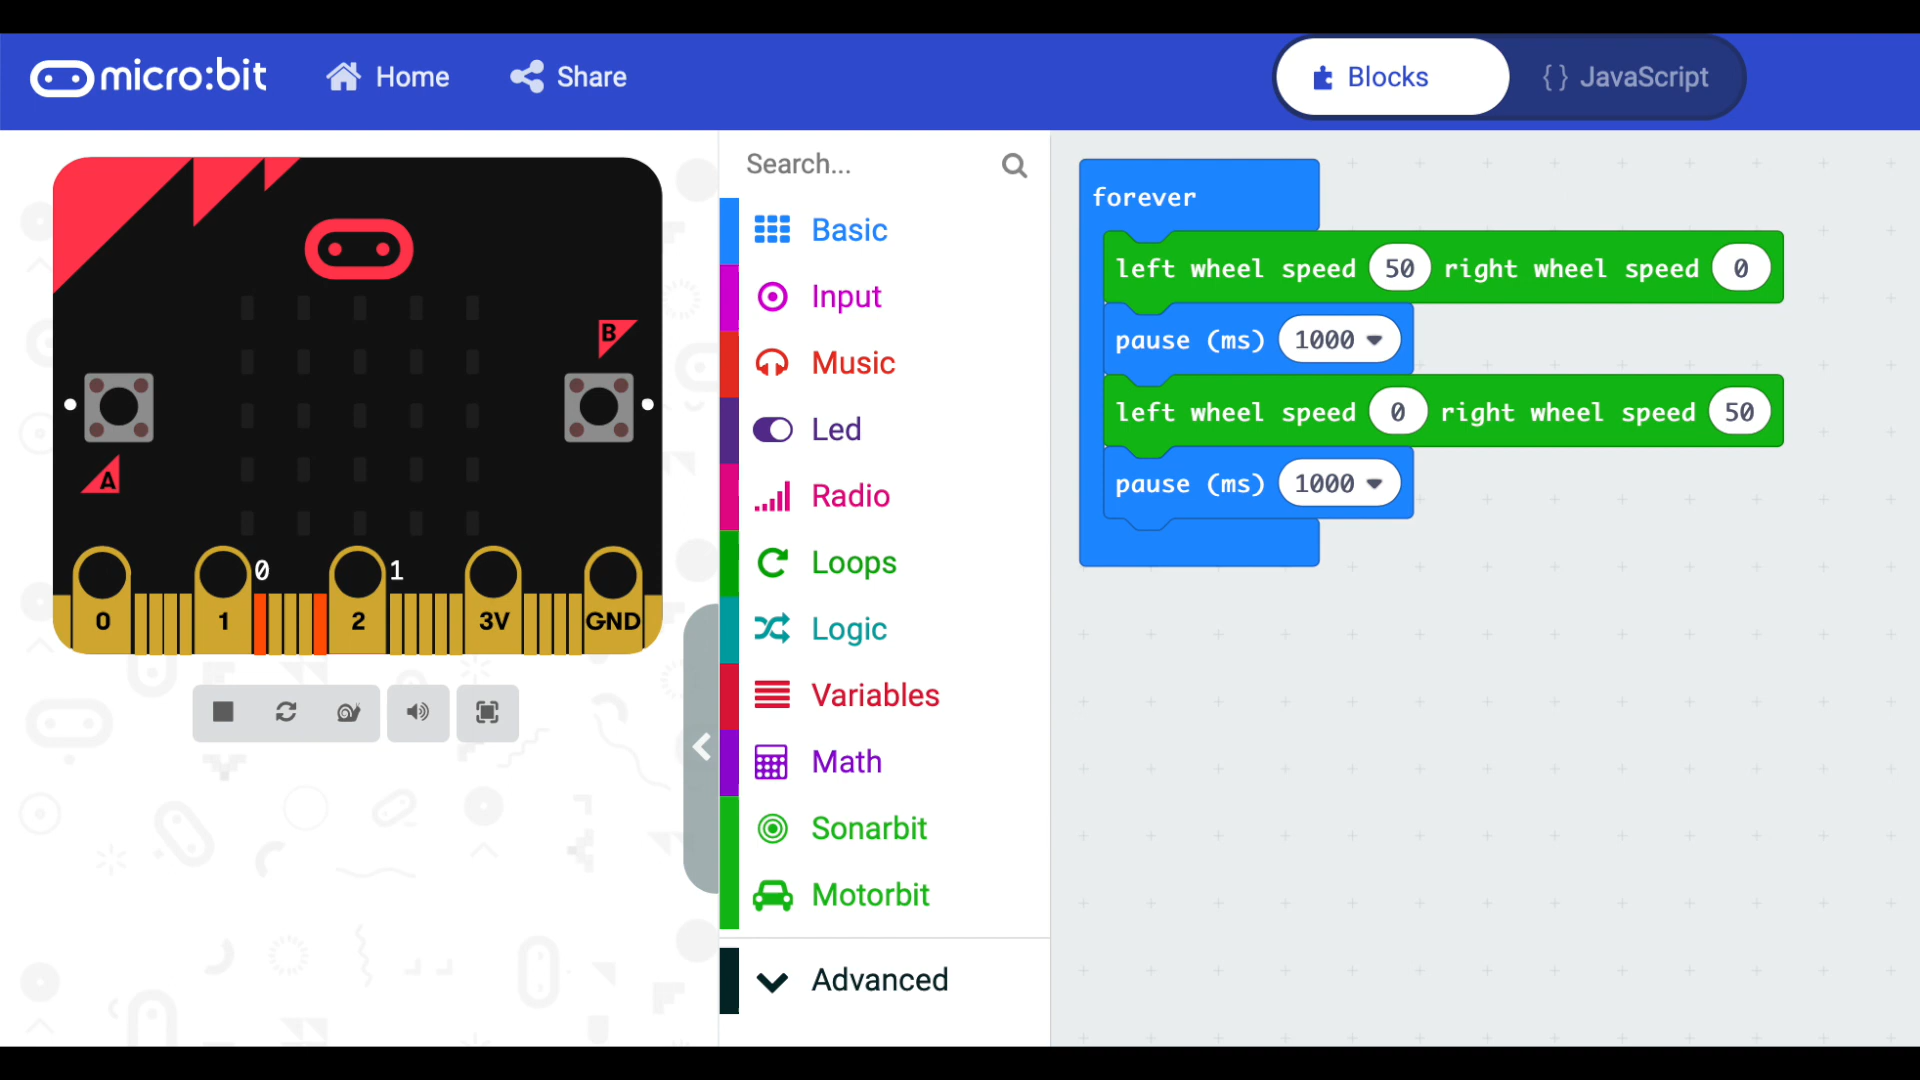 micro:bit Home Share Blocks { } JavaScript
Search...
Basic
Input
Music
Led
Radio
Loops
Logic
Variables
Math
Sonarbit
Motorbit
Advanced
B
A
0 1
0 1 2 3V GND
forever
left wheel speed 50 right wheel speed 0
pause (ms) 1000
left wheel speed 0 right wheel speed 50
pause (ms) 1000